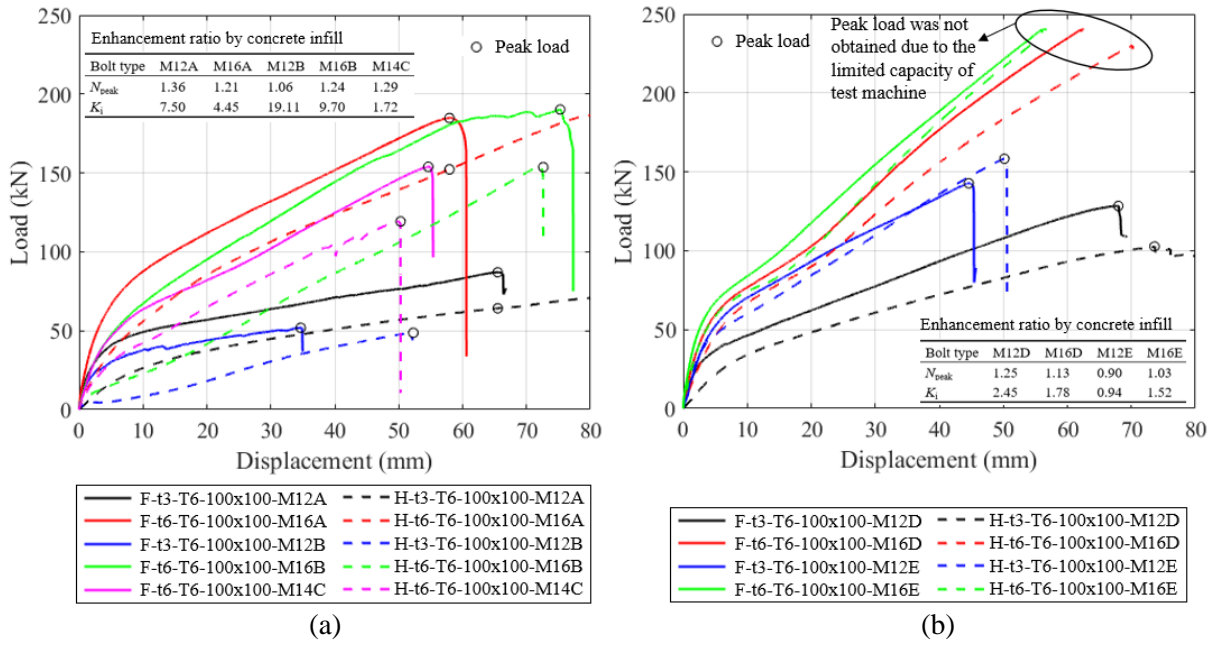 Enhancement ratio by concrete infill
Bolt type M12A M16A M12B M16B M14C
Npeak 1.36 1.21 1.06 1.24 1.29
Ki 7.50 4.45 19.11 9.70 1.72
Peak load
Load (kN)
250
200
150
100
50
0
0 10 20 30 40 50 60 70 80
Displacement (mm)
F-t3-T6-100x100-M12A H-t3-T6-100x100-M12A
F-t6-T6-100x100-M16A H-t6-T6-100x100-M16A
F-t3-T6-100x100-M12B H-t3-T6-100x100-M12B
F-t6-T6-100x100-M16B H-t6-T6-100x100-M16B
F-t6-T6-100x100-M14C H-t6-T6-100x100-M14C
(a)
Peak load
Peak load was not
obtained due to the
limited capacity of
test machine
Load (kN)
250
200
150
100
50
0
Enhancement ratio by concrete infill
Bolt type M12D M16D M12E M16E
Npeak 1.25 1.13 0.90 1.03
Ki 2.45 1.78 0.94 1.52
0 10 20 30 40 50 60 70 80
Displacement (mm)
F-t3-T6-100x100-M12D H-t3-T6-100x100-M12D
F-t6-T6-100x100-M16D H-t6-T6-100x100-M16D
F-t3-T6-100x100-M12E H-t3-T6-100x100-M12E
F-t6-T6-100x100-M16E H-t6-T6-100x100-M16E
(b)